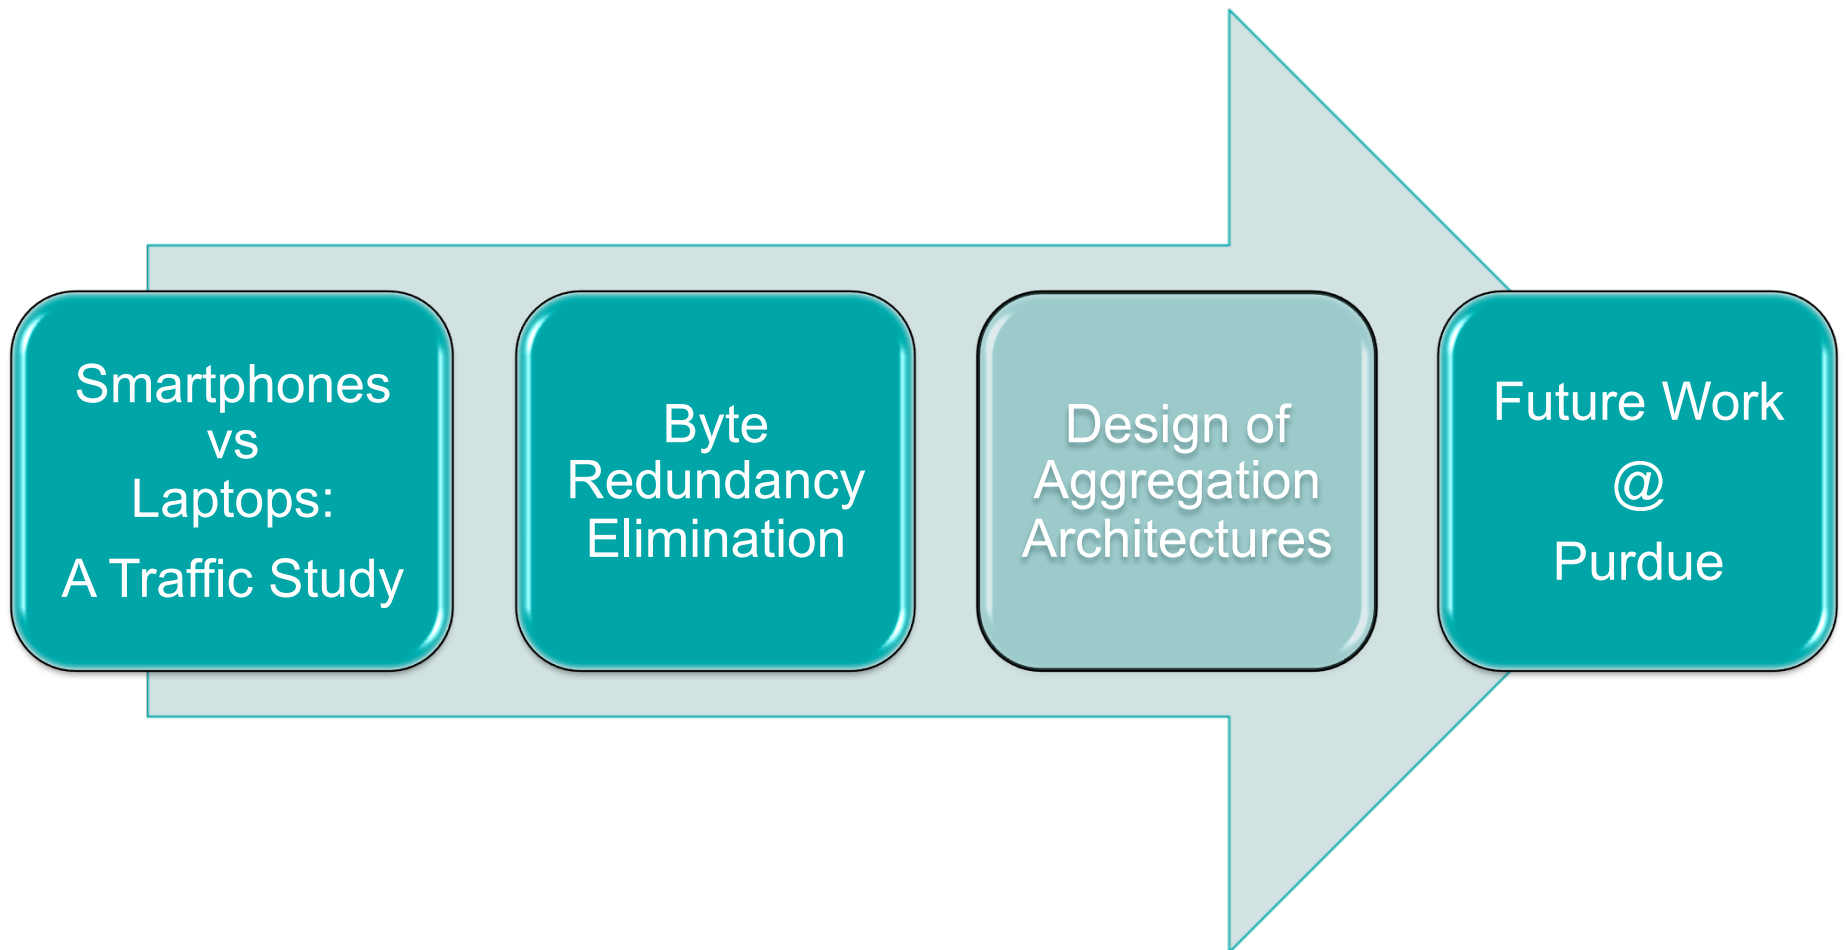 Smartphones
vs
Laptops:
A Traffic Study
Byte
Redundancy
Elimination
Design of
Aggregation
Architectures
Future Work
@
Purdue